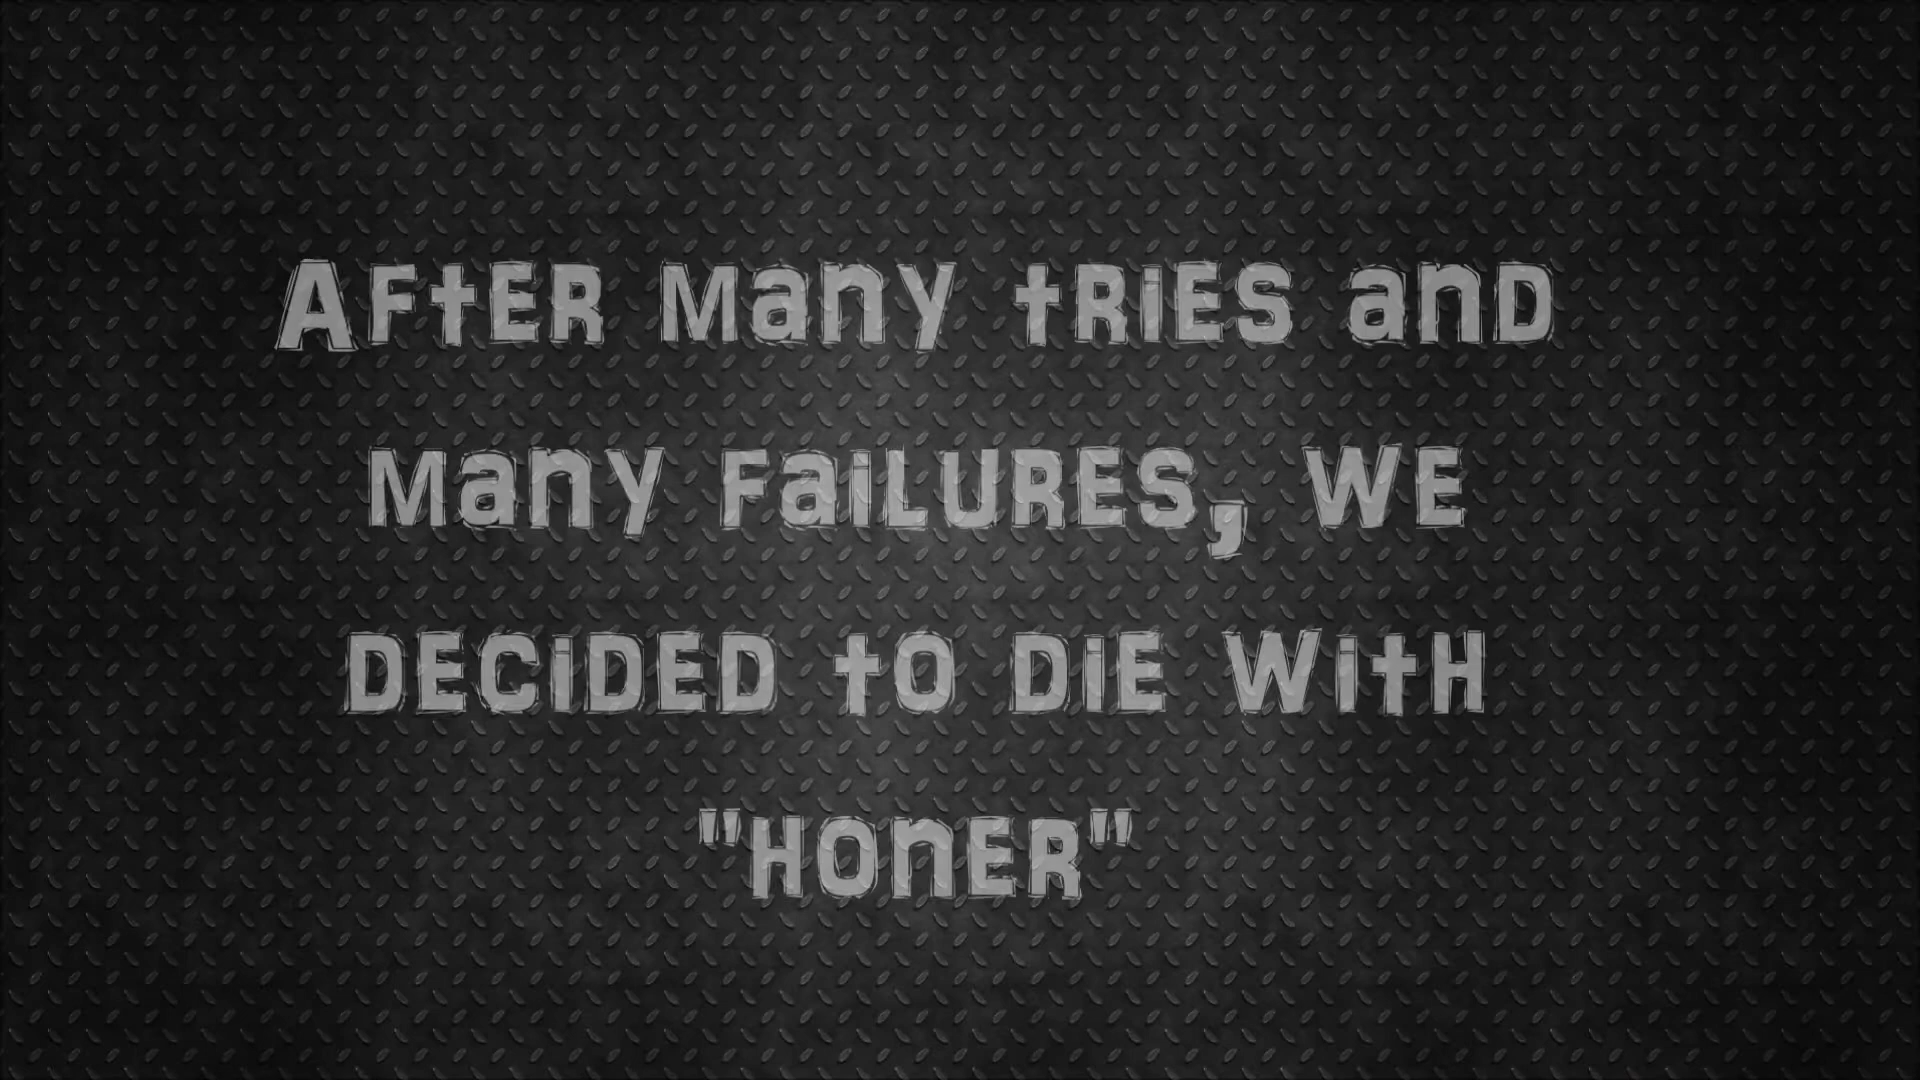 After many tries and
many failures, we
decided to die with
"honer"